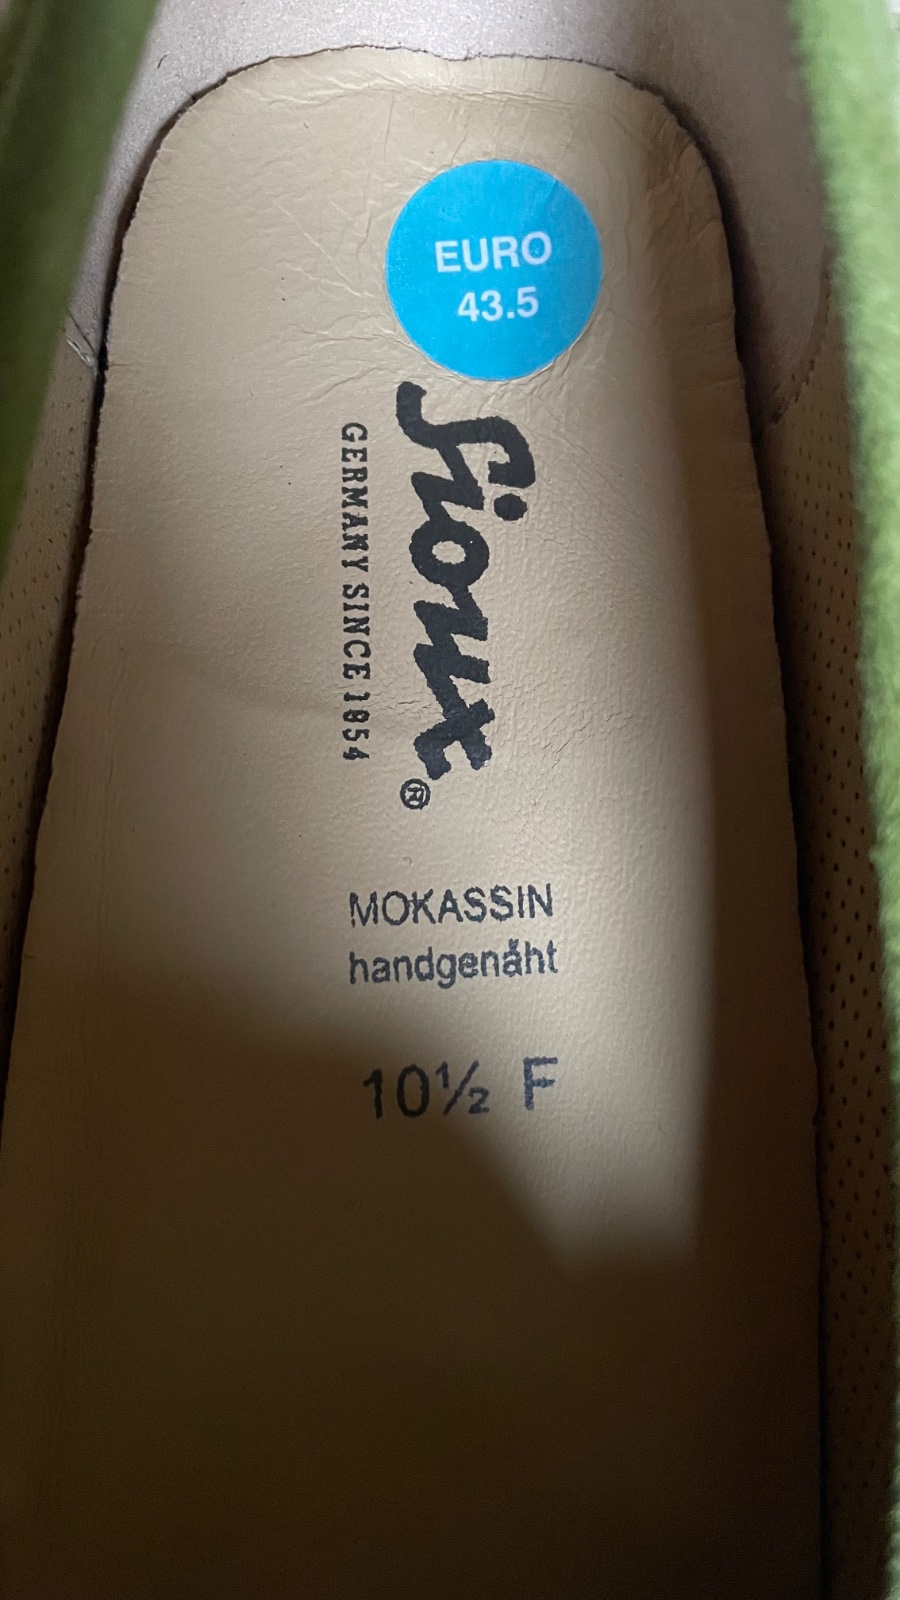 EURO
43.5
Sioux®
GERMANY SINCE 1954
MOKASSIN
handgenäht
10½ F